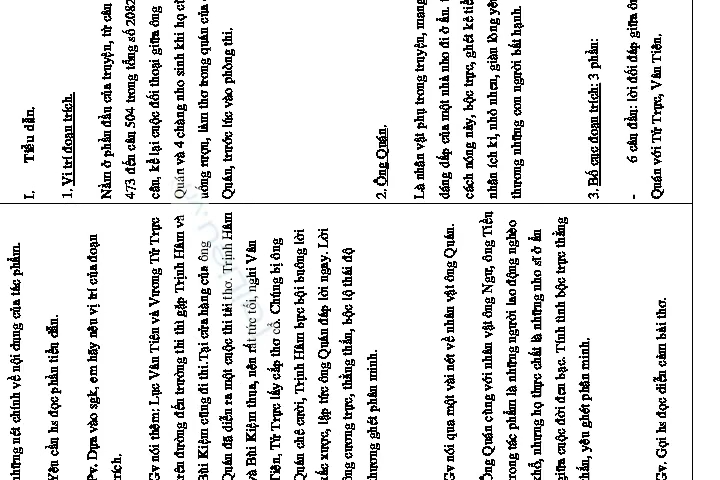 những nét chính về nội dung của tác phẩm.
Yêu cầu hs đọc phần tiểu dẫn.
Pv. Dựa vào sgk, em hãy nêu vị trí của đoạn
trích.
Gv nói thêm: Lục Vân Tiên và Vương Tử Trực
trên đường đến trường thi thì gặp Trịnh Hâm và
Bùi Kiệm cũng đi thi.Tại cửa hàng của ông
Quán đã diễn ra một cuộc thi tài thơ. Trịnh Hâm
và Bùi Kiệm thua, nên rất tức tối, nghi Vân
Tiên, Tử Trực lấy cắp thơ cổ. Chúng bị ông
Quán chê cười, Trịnh Hâm bực bội buông lời
xấc xược, lập tức ông Quán đáp lời ngay. Lời
ông cương trực, thẳng thắn, bộc lộ thái độ
thương ghét phân minh.
Gv nói qua một vài nét về nhân vật ông Quán.
Ông Quán cùng với nhân vật ông Ngư, ông Tiều
trong tác phẩm là những người lao động nghèo
khổ, nhưng họ thực chất là những nho sĩ ở ẩn
giữa cuộc đời đen bạc. Tính tình bộc trực thẳng
thắn, yêu ghét phân minh.
Gv. Gọi hs đọc diễn cảm bài thơ.
I. Tiểu dẫn.
1. Vị trí đoạn trích.
Nằm ở phần đầu của truyện, từ câu
473 đến câu 504 trong tổng số 2082
câu, kể lại cuộc đối thoại giữa ông
Quán và 4 chàng nho sinh khi họ cù
uống rượu, làm thơ trong quán của
Quán, trước lúc vào phòng thi.
2. Ông Quán.
Là nhân vật phụ trong truyện, mang
dáng dấp của một nhà nho đi ở ẩn.
cách nóng nảy, bộc trực, ghét kẻ tiể
nhân ích kỉ, nhỏ nhen, giàu lòng yê
thương những con người bất hạnh.
3. Bố cục đoạn trích: 3 phần:
- 6 câu đầu: lời đối đáp giữa ôn
Quán với Tử Trực, Vân Tiên.